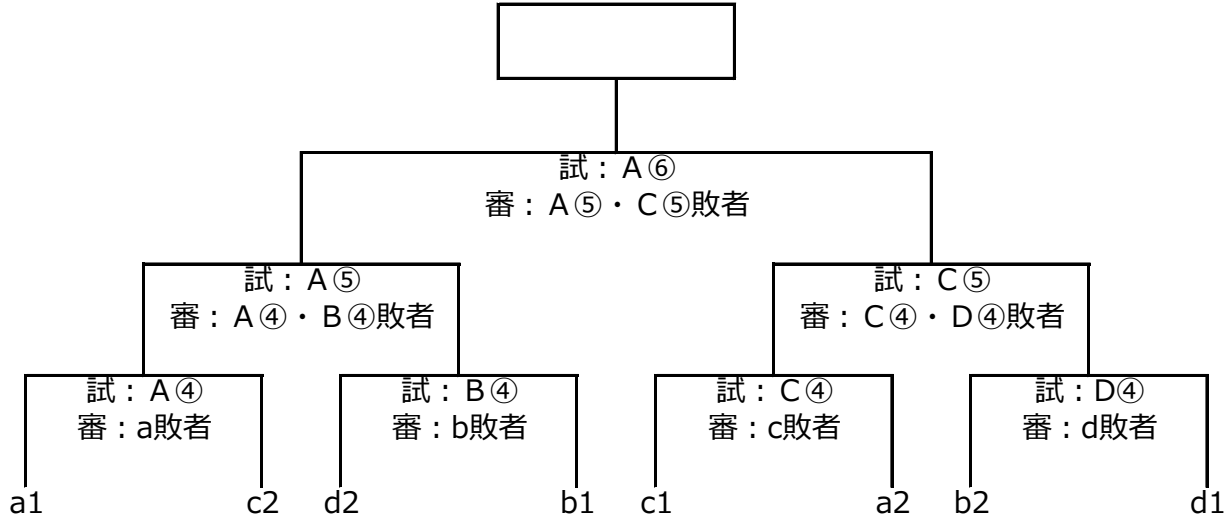 試：Ａ⑥
審：Ａ⑤・Ｃ⑤敗者
試：Ａ⑤
審：Ａ④・Ｂ④敗者
試：Ｃ⑤
審：Ｃ④・Ｄ④敗者
試：Ａ④
審：a敗者
試：Ｂ④
審：b敗者
試：Ｃ④
審：c敗者
試：Ｄ④
審：d敗者
a1 c2 d2 b1 c1 a2 b2 d1